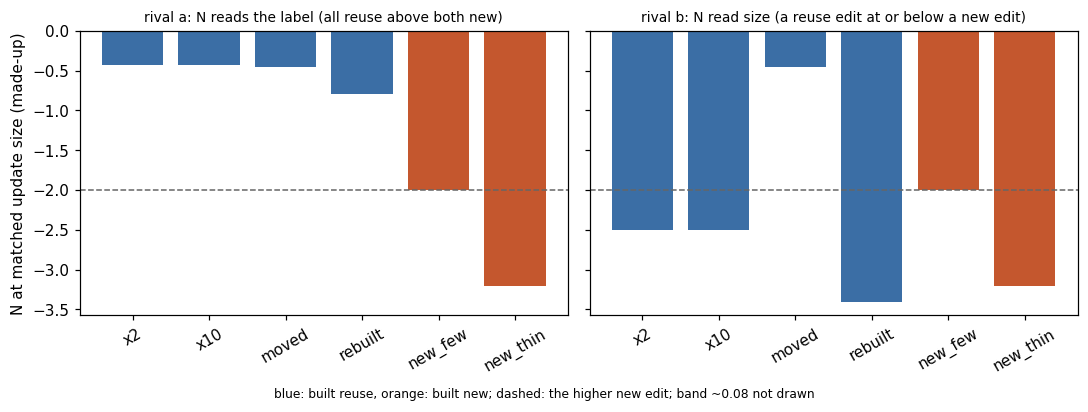 rival a: N reads the label (all reuse above both new)
rival b: N read size (a reuse edit at or below a new edit)
N at matched update size (made-up)
0.0
−0.5
−1.0
−1.5
−2.0
−2.5
−3.0
−3.5
x2
x10
moved
rebuilt
new_few
new_thin
x2
x10
moved
rebuilt
new_few
new_thin
blue: built reuse, orange: built new; dashed: the higher new edit; band ~0.08 not drawn